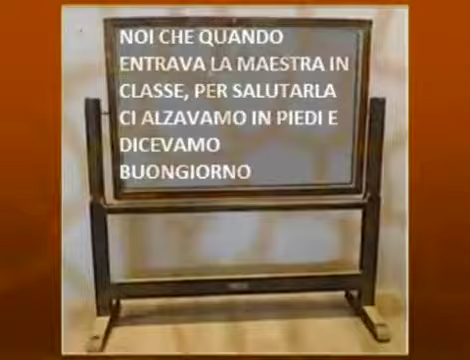 NOI CHE QUANDO
ENTRAVA LA MAESTRA IN
CLASSE, PER SALUTARLA
CI ALZAVAMO IN PIEDI E
DICEVAMO
BUONGIORNO